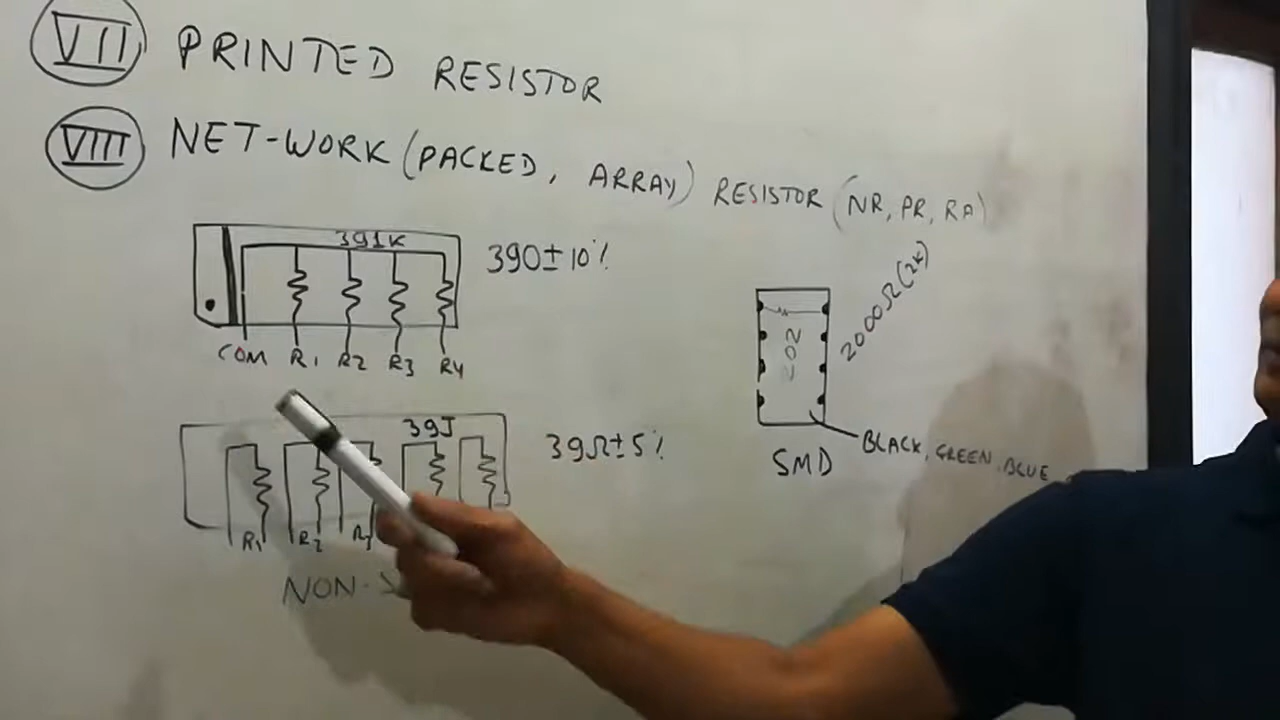 VII PRINTED RESISTOR
VIII NET-WORK (PACKED, ARRAY) RESISTOR (NR, PR, RA)
391K
390±10%
COM R1 R2 R3 R4
202
2000Ω(2K)
SMD
BLACK, GREEN, BLUE
39J
39Ω±5%
R1 R2 R3
NON-